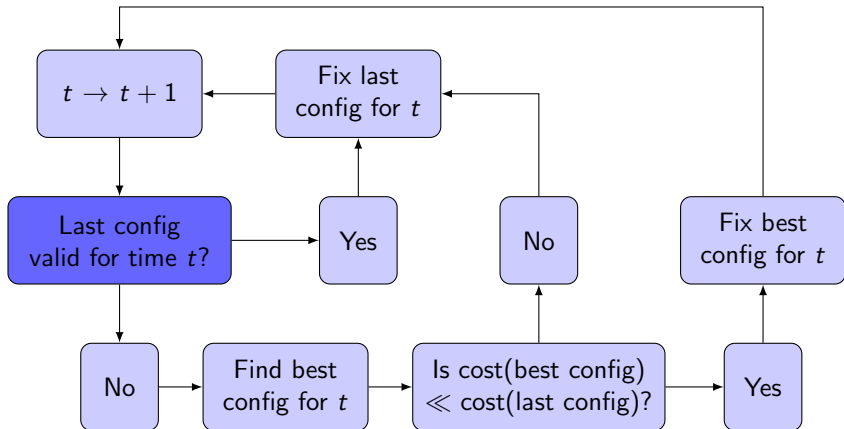 t → t + 1
Fix last
config for t
Last config
valid for time t?
Yes
No
Fix best
config for t
No
Find best
config for t
Is cost(best config)
≪ cost(last config)?
Yes